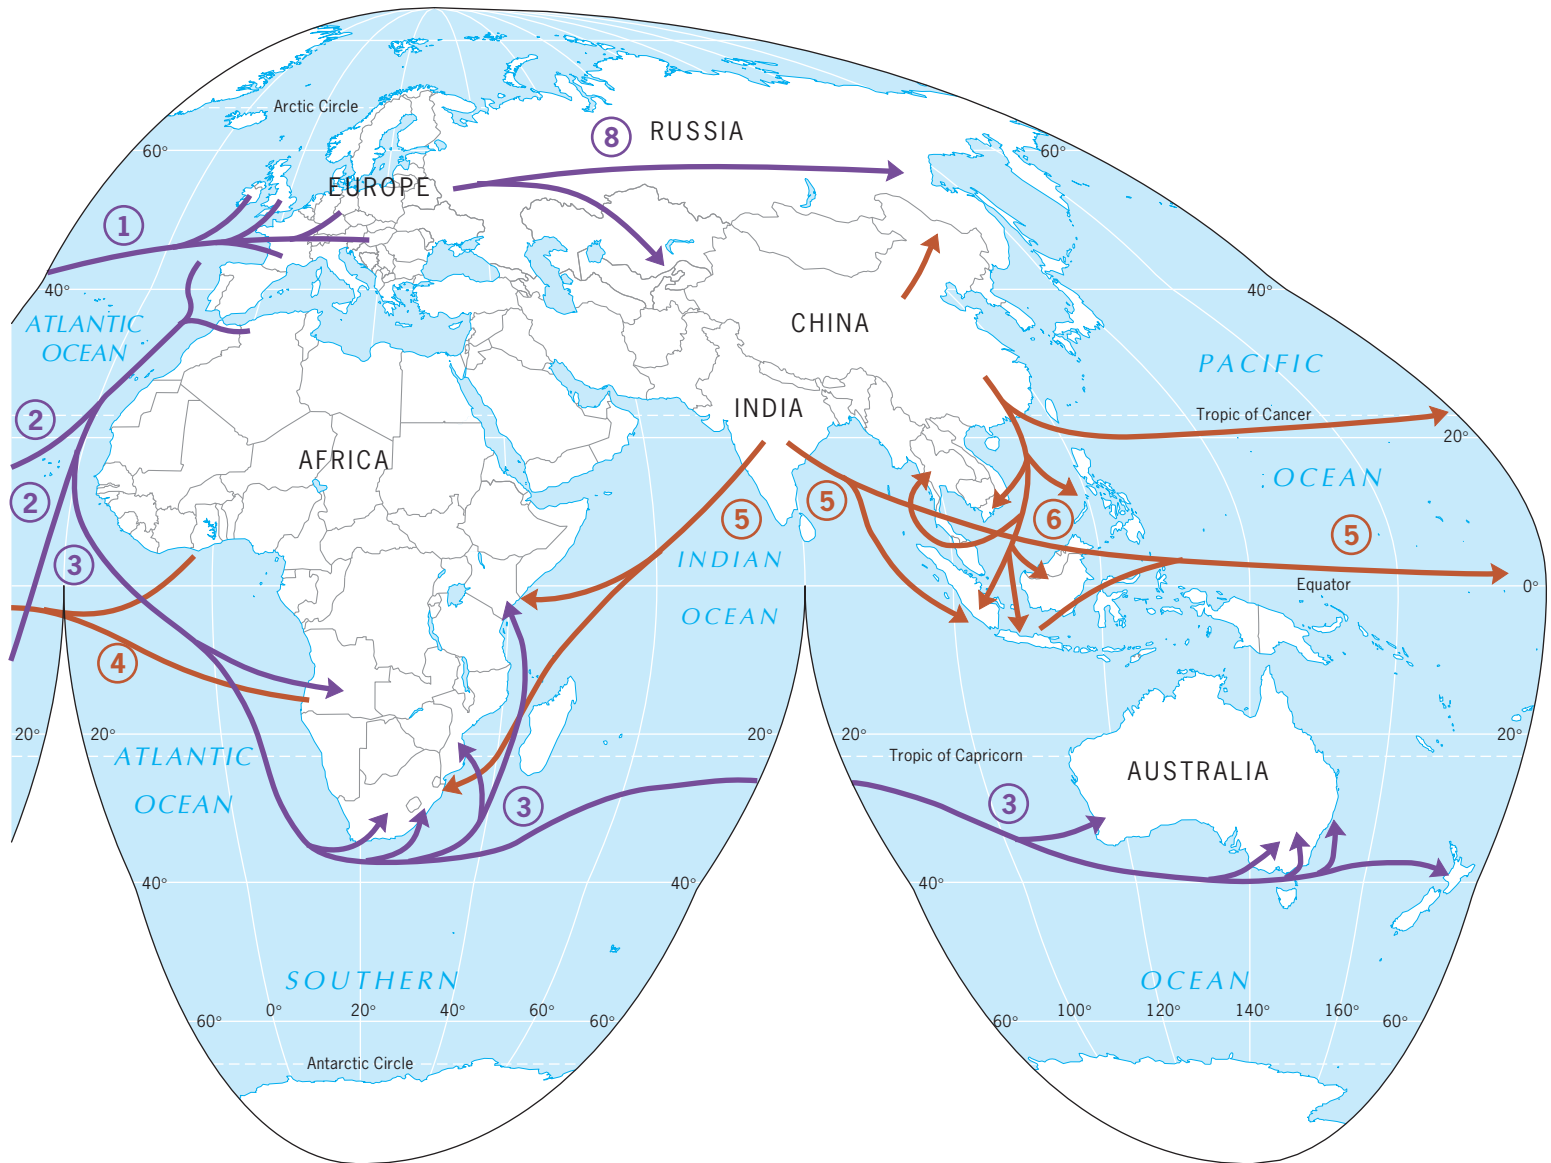 Arctic Circle
8
RUSSIA
60°
60°
EUROPE
1
40°
40°
ATLANTIC
OCEAN
CHINA
PACIFIC
2
INDIA
Tropic of Cancer
20°
AFRICA
OCEAN
2
5
5
6
5
3
INDIAN
Equator
0°
OCEAN
4
20°
20°
20°
20°
20°
ATLANTIC
Tropic of Capricorn
AUSTRALIA
OCEAN
3
3
40°
40°
40°
SOUTHERN
OCEAN
60°
0°
20°
40°
60°
60°
60°
100°
120°
140°
160°
60°
Antarctic Circle